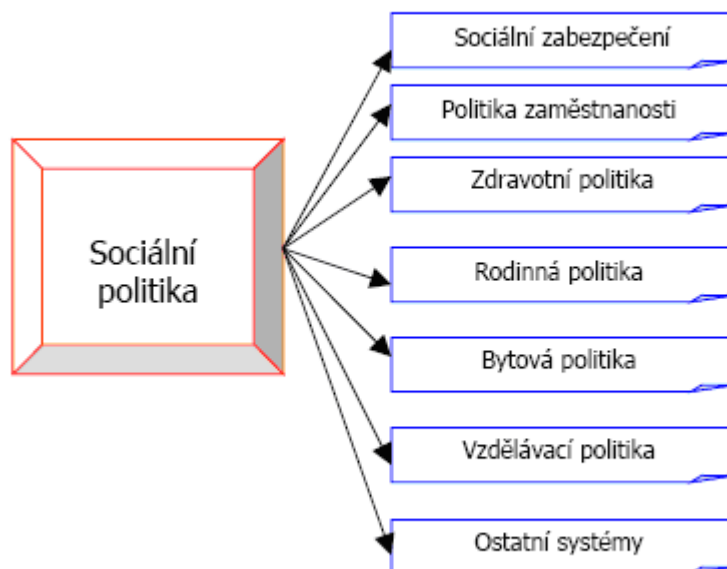 Sociální zabezpečení
Politika zaměstnanosti
Zdravotní politika
Sociální
politika
Rodinná politika
Bytová politika
Vzdělávací politika
Ostatní systémy